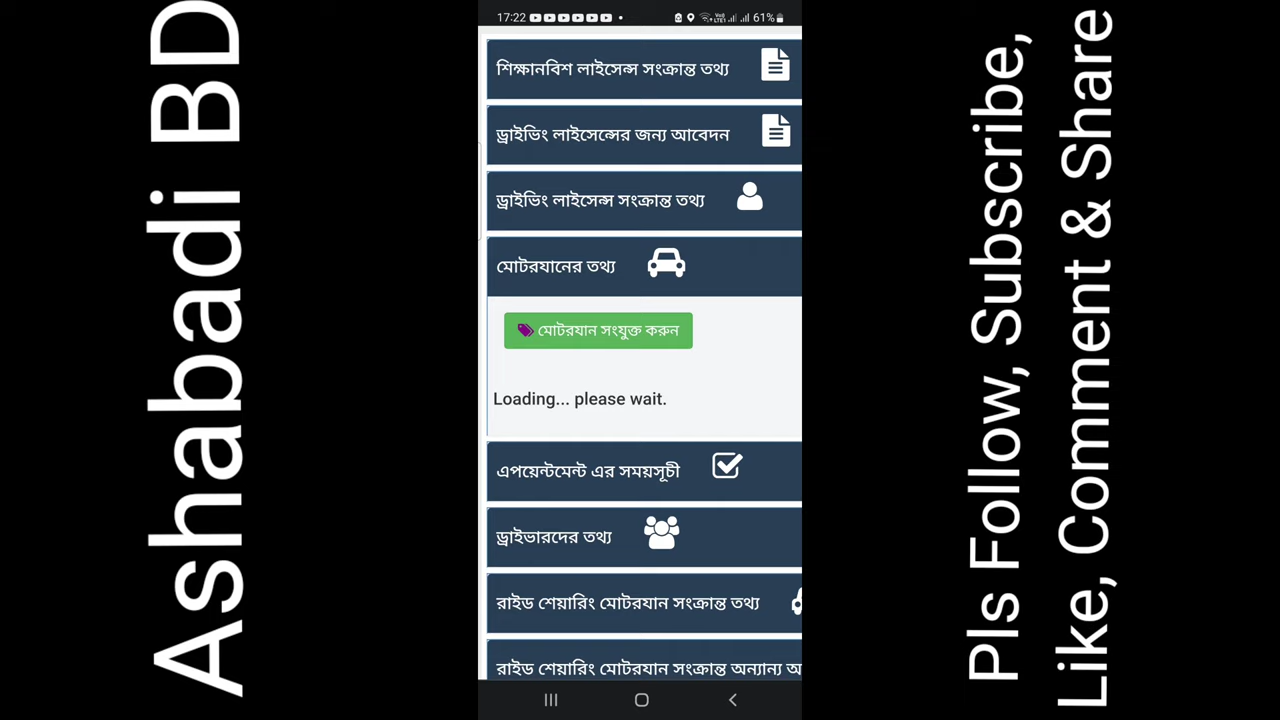 Ashabadi BD
17:22
61%
শিক্ষানবিশ লাইসেন্স সংক্রান্ত তথ্য
ড্রাইভিং লাইসেন্সের জন্য আবেদন
ড্রাইভিং লাইসেন্স সংক্রান্ত তথ্য
মোটরযানের তথ্য
মোটরযান সংযুক্ত করুন
Loading... please wait.
এপয়েন্টমেন্ট এর সময়সূচী
ড্রাইভারদের তথ্য
রাইড শেয়ারিং মোটরযান সংক্রান্ত তথ্য
রাইড শেয়ারিং মোটরযান সংক্রান্ত অন্যান্য
Pls Follow, Subscribe,
Like, Comment & Share